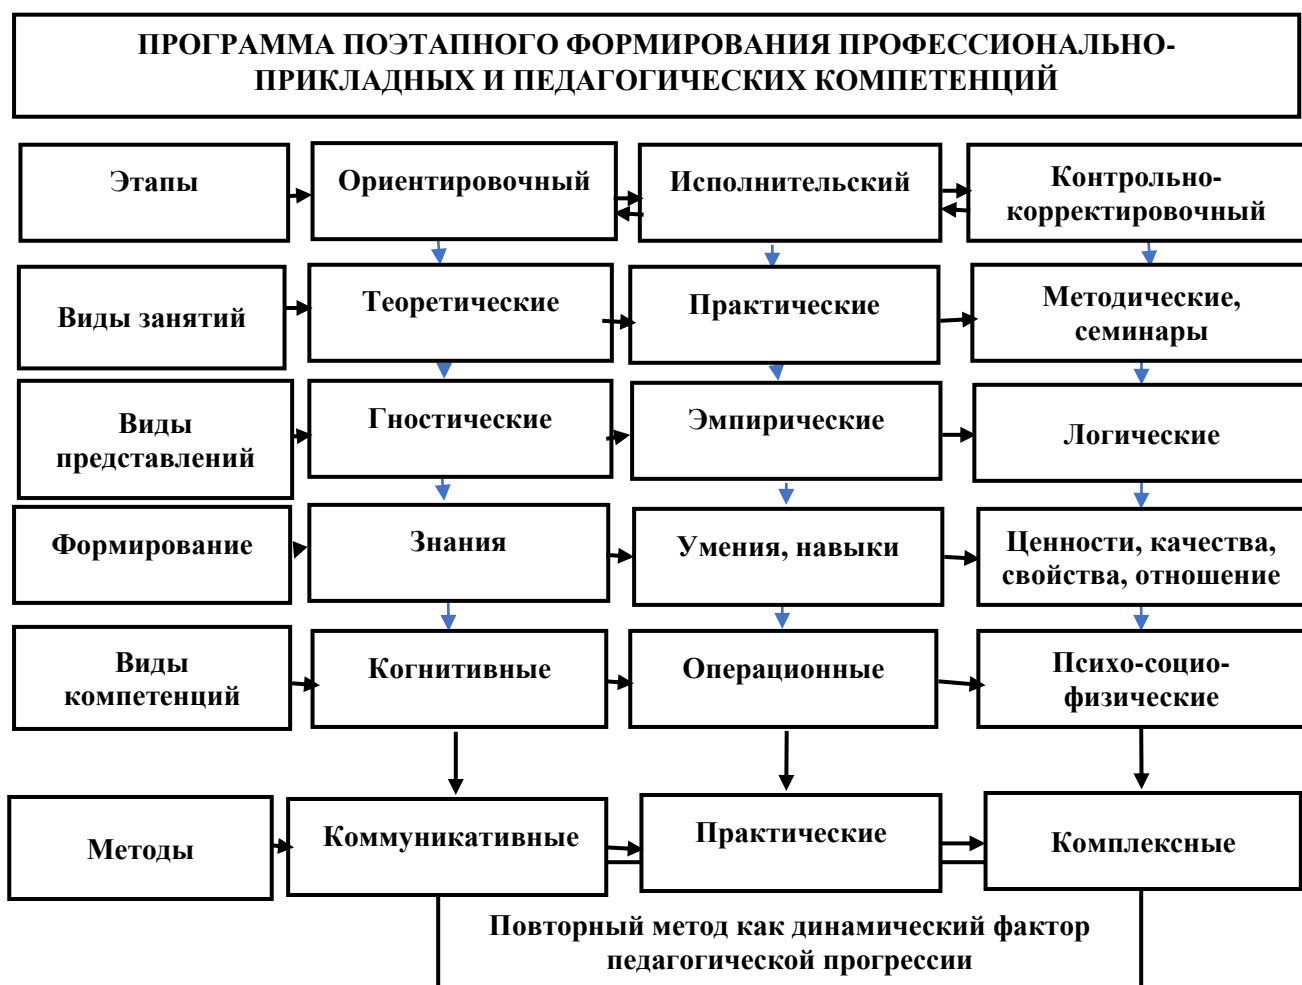 ПРОГРАММА ПОЭТАПНОГО ФОРМИРОВАНИЯ ПРОФЕССИОНАЛЬНО-
ПРИКЛАДНЫХ И ПЕДАГОГИЧЕСКИХ КОМПЕТЕНЦИЙ
Этапы
Ориентировочный
Исполнительский
Контрольно-
корректировочный
Виды занятий
Теоретические
Практические
Методические,
семинары
Виды
представлений
Гностические
Эмпирические
Логические
Формирование
Знания
Умения, навыки
Ценности, качества,
свойства, отношение
Виды
компетенций
Когнитивные
Операционные
Психо-социо-
физические
Методы
Коммуникативные
Практические
Комплексные
Повторный метод как динамический фактор
педагогической прогрессии